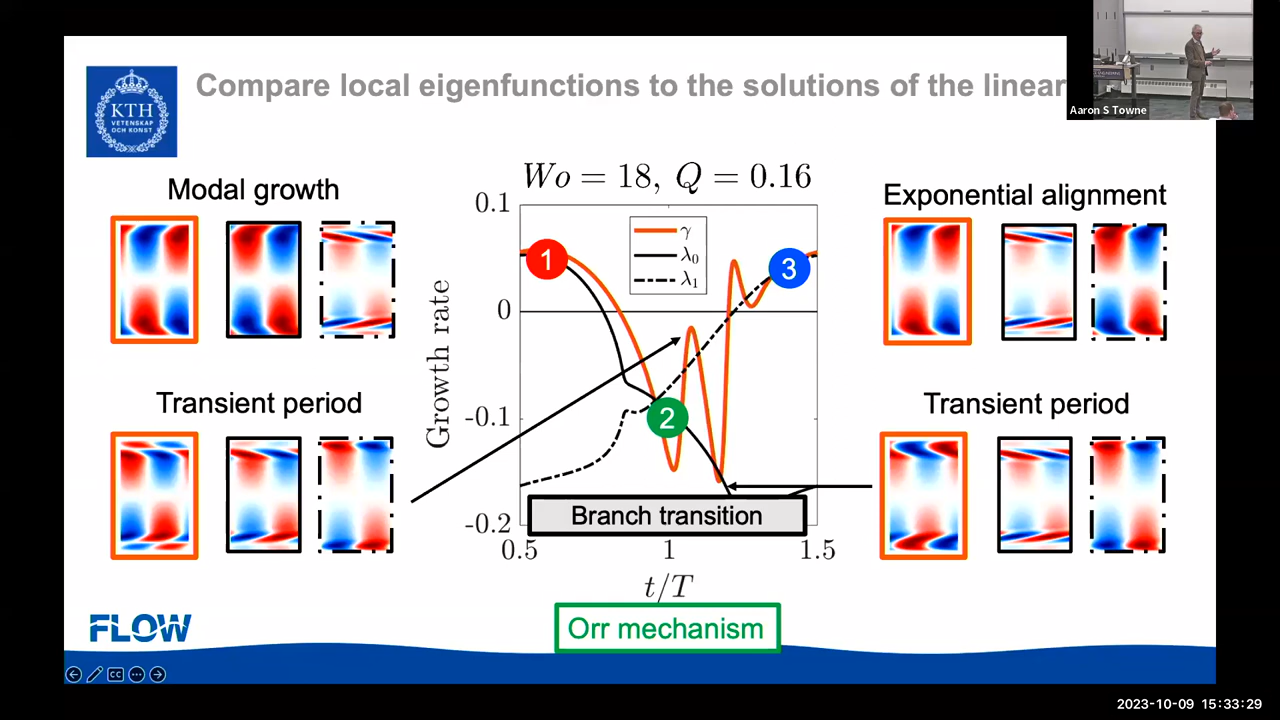 Compare local eigenfunctions to the solutions of the linear
Aaron S Towne
KTH
VETENSKAP
OCH KONST
Modal growth
Transient period
Wo = 18, Q = 0.16
Growth rate
0.1
0
-0.1
-0.2
γ
λ₀
λ₁
1
2
3
Branch transition
0.5
1
1.5
t/T
Orr mechanism
Exponential alignment
Transient period
FLOW
CC
2023-10-09 15:33:29